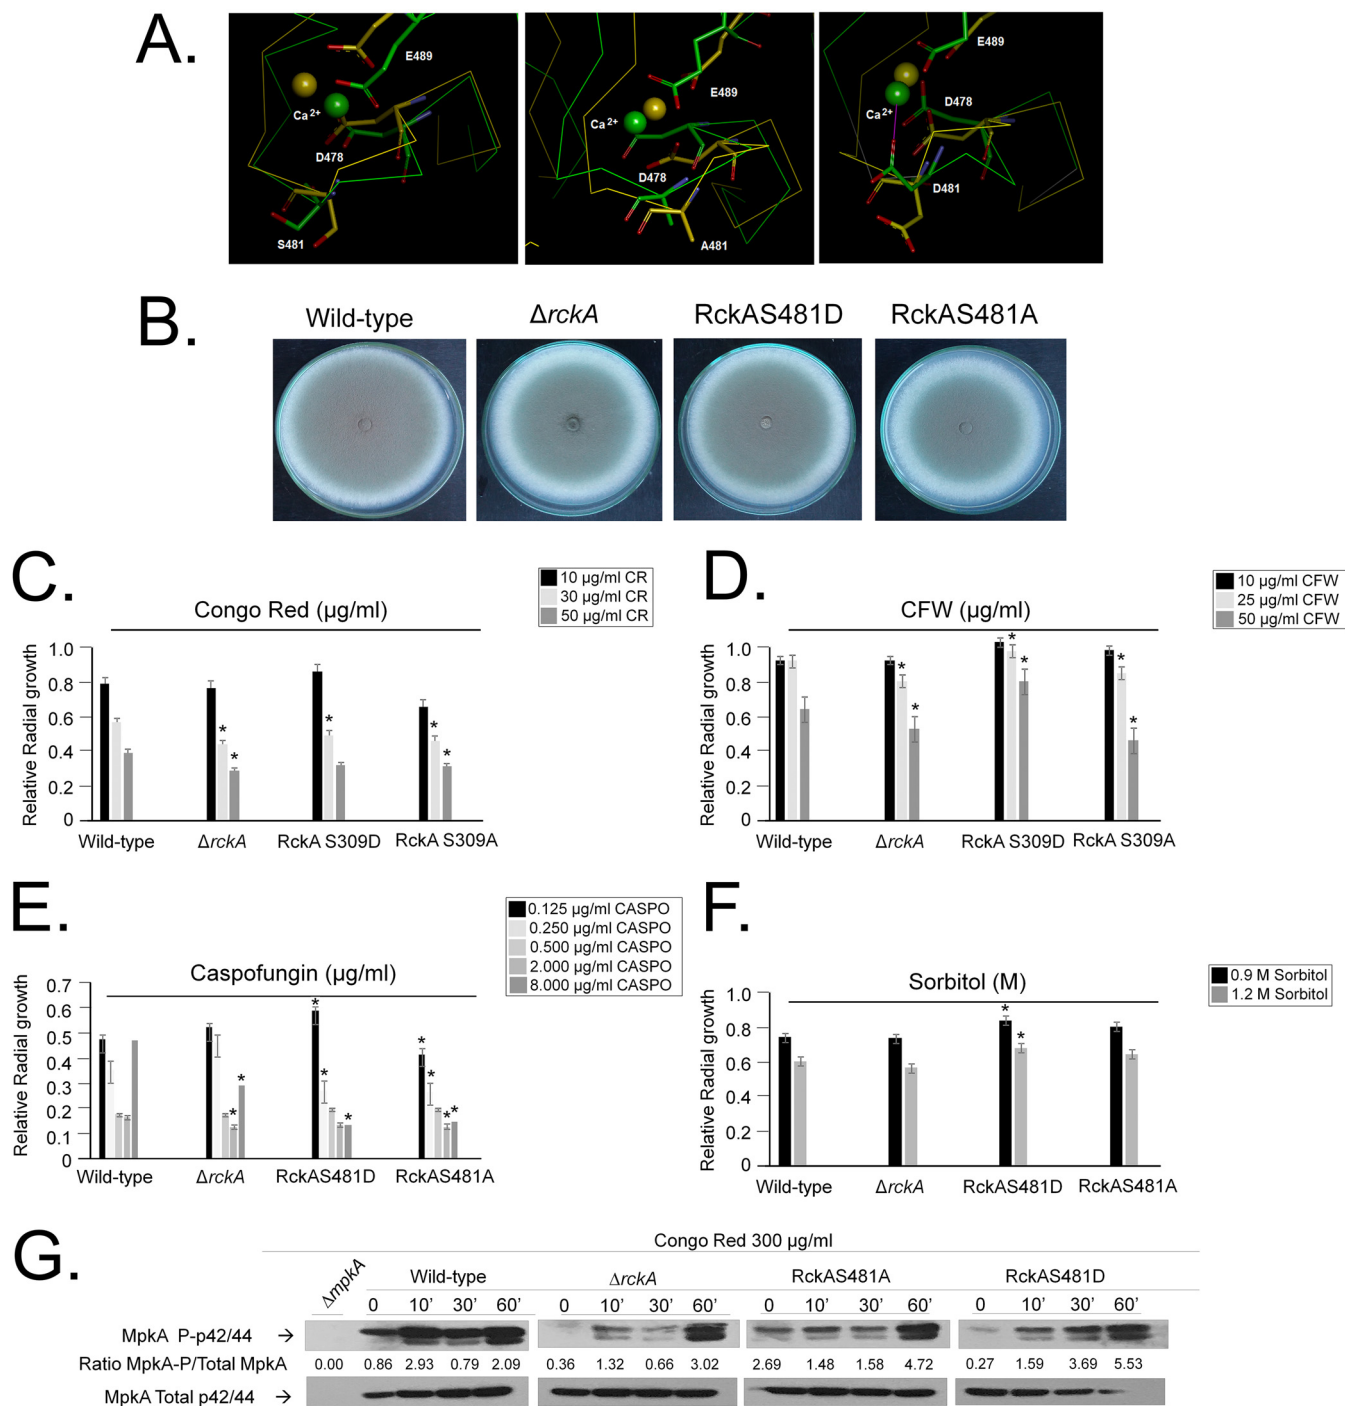 A.
E489
Ca2+
D478
S481
E489
Ca2+
D478
A481
E489
D478
Ca2+
D481
B.
Wild-type
ΔrckA
RckAS481D
RckAS481A
C.
10 µg/ml CR
30 µg/ml CR
50 µg/ml CR
Congo Red (µg/ml)
Relative Radial growth
1.0
0.8
0.6
0.4
0.2
0
* * * * *
Wild-type ΔrckA RckA S309D RckA S309A
D.
10 µg/ml CFW
25 µg/ml CFW
50 µg/ml CFW
CFW (µg/ml)
Relative Radial growth
1.0
0.8
0.6
0.4
0.2
0
* * * * * *
Wild-type ΔrckA RckA S309D RckA S309A
E.
0.125 µg/ml CASPO
0.250 µg/ml CASPO
0.500 µg/ml CASPO
2.000 µg/ml CASPO
8.000 µg/ml CASPO
Caspofungin (µg/ml)
Relative Radial growth
0.7
0.6
0.5
0.4
0.3
0.2
0.1
0
* * * * * * * * *
Wild-type ΔrckA RckAS481D RckAS481A
F.
0.9 M Sorbitol
1.2 M Sorbitol
Sorbitol (M)
Relative Radial growth
1.0
0.8
0.6
0.4
0.2
0
* *
Wild-type ΔrckA RckAS481D RckAS481A
G.
Congo Red 300 µg/ml
ΔmpkA Wild-type ΔrckA RckAS481A RckAS481D
0 10' 30' 60' 0 10' 30' 60' 0 10' 30' 60' 0 10' 30' 60'
MpkA P-p42/44 →
Ratio MpkA-P/Total MpkA 0.00 0.86 2.93 0.79 2.09 0.36 1.32 0.66 3.02 2.69 1.48 1.58 4.72 0.27 1.59 3.69 5.53
MpkA Total p42/44 →